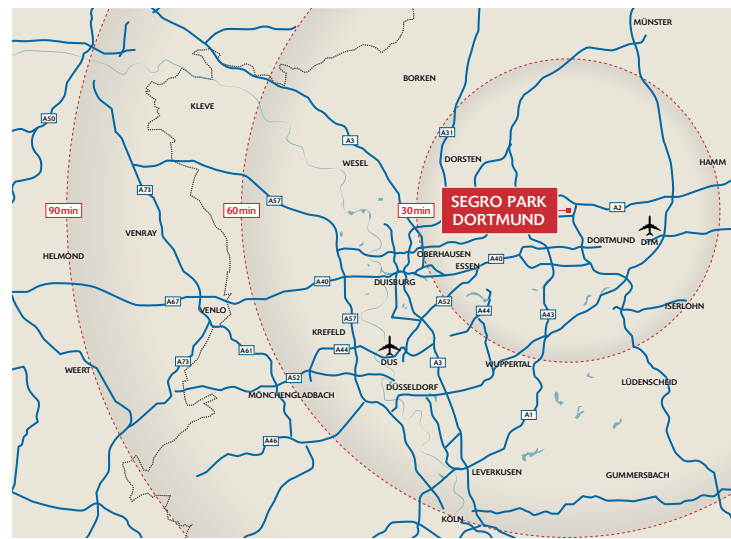 MÜNSTER
BORKEN
KLEVE
A50
A31
A3
WESEL
DORSTEN
HAMM
A73
A57
90min
60min
30min
SEGRO PARK
DORTMUND
A2
VENRAY
DORTMUND
DTM
HELMOND
OBERHAUSEN
ESSEN
A40
A40
DUISBURG
A67
VENLO
A52
A44
A43
ISERLOHN
A57
KREFELD
A44
A61
A73
DUS
A3
WUPPERTAL
WEERT
A52
DÜSSELDORF
LÜDENSCHEID
MÖNCHENGLADBACH
A1
A46
LEVERKUSEN
GUMMERSBACH
KÖLN